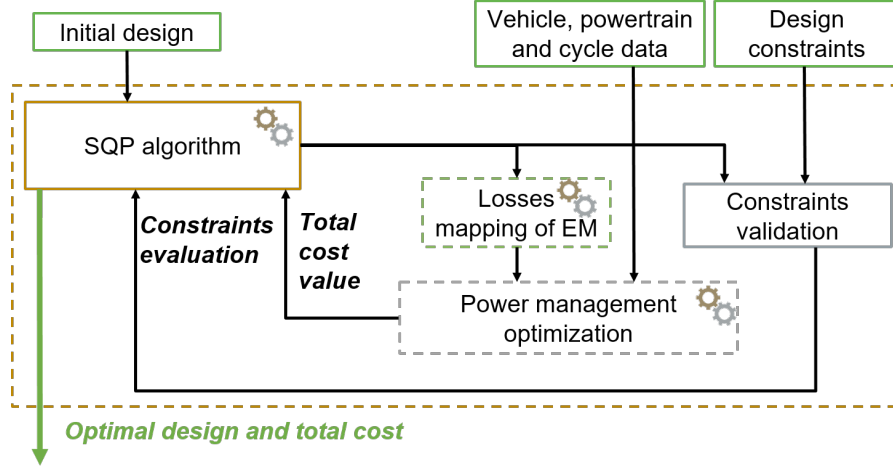 Initial design
Vehicle, powertrain
and cycle data
Design
constraints
SQP algorithm
Losses
mapping of EM
Constraints
validation
Constraints
evaluation
Total
cost
value
Power management
optimization
Optimal design and total cost